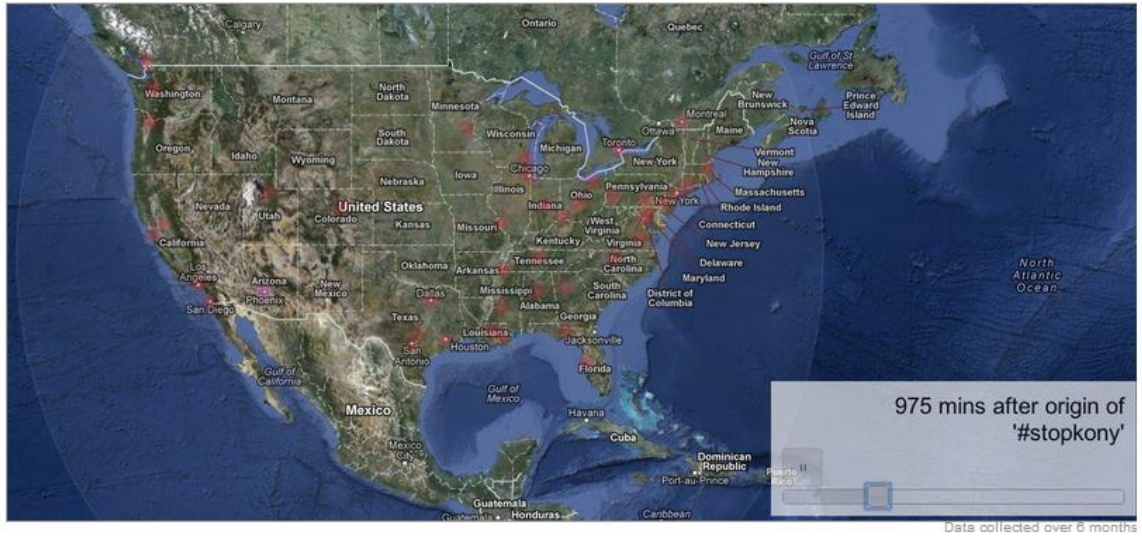 Calgary
Ontario
Quebec
Gulf of St
Lawrence
Washington
Montana
North
Dakota
Minnesota
New
Brunswick
Prince
Edward
Island
Montreal
Ottawa
Maine
Nova
Scotia
Oregon
Idaho
Wyoming
South
Dakota
Wisconsin
Michigan
Toronto
New York
Vermont
New
Hampshire
Chicago
Iowa
Nebraska
Illinois
Indiana
Ohio
Pennsylvania
New York
Massachusetts
Rhode Island
Nevada
Utah
Colorado
United States
Kansas
Missouri
West
Virginia
Kentucky
Virginia
Connecticut
New Jersey
Delaware
Maryland
District of
Columbia
California
Los
Angeles
San Diego
Arizona
Phoenix
New
Mexico
Oklahoma
Arkansas
Tennessee
North
Carolina
South
Carolina
Dallas
Texas
Mississippi
Alabama
Georgia
Louisiana
Houston
San
Antonio
Jacksonville
Florida
North
Atlantic
Ocean
Gulf of
California
Gulf of
Mexico
Mexico
Mexico
City
Havana
Cuba
Dominican
Republic
Port-au-Prince
Puerto
Rico
Guatemala
Guatemala
Honduras
Caribbean
975 mins after origin of
'#stopkony'
Data collected over 6 months